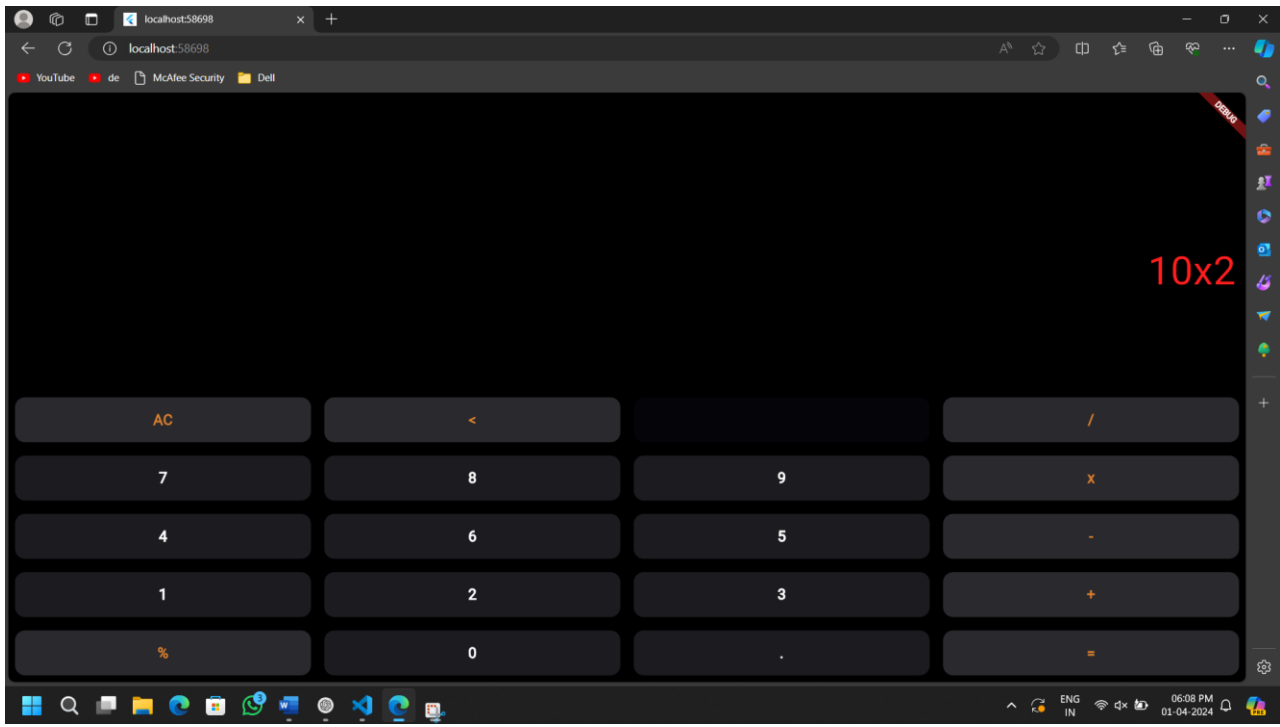 localhost:58698
localhost:58698
YouTube de McAfee Security Dell
DEBUG
10x2
AC < /
7 8 9 x
4 6 5 -
1 2 3 +
% 0 . =
3
ENG 06:08 PM
IN 01-04-2024